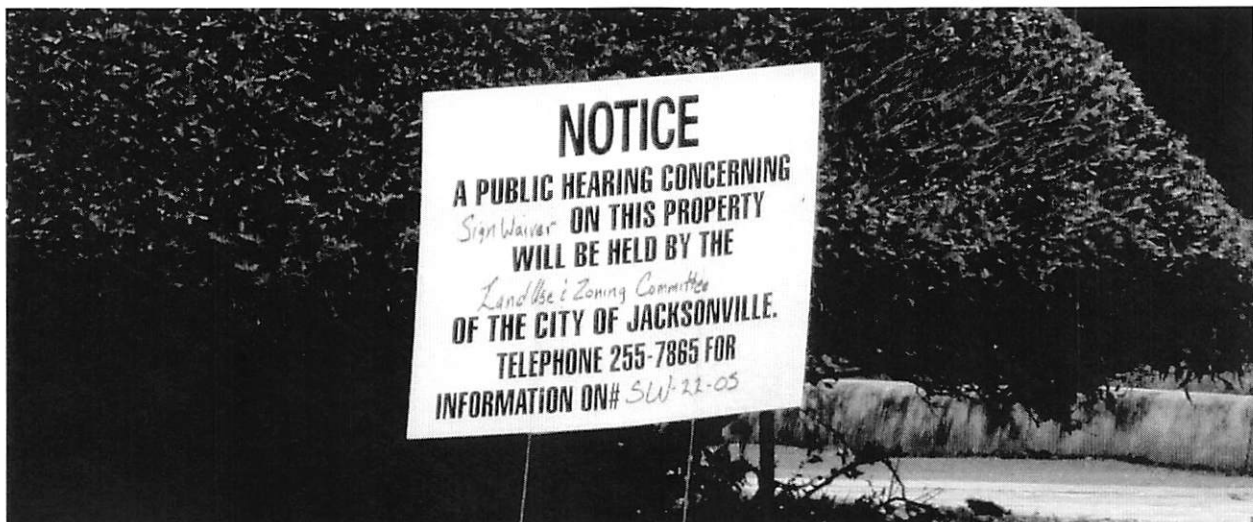 NOTICE
A PUBLIC HEARING CONCERNING
Sign Waiver ON THIS PROPERTY
WILL BE HELD BY THE
Land Use & Zoning Committee
OF THE CITY OF JACKSONVILLE.
TELEPHONE 255-7865 FOR
INFORMATION ON# SW-22-05